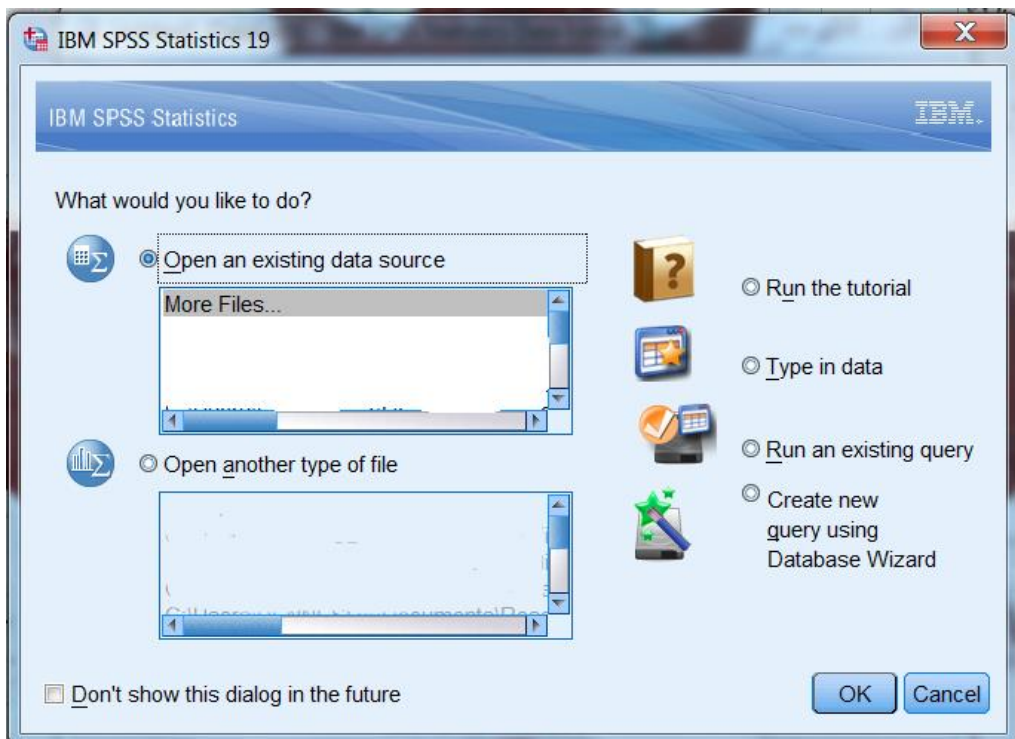 IBM SPSS Statistics 19
X
IBM SPSS Statistics
IBM.
What would you like to do?
Open an existing data source
More Files...
Open another type of file
Run the tutorial
Type in data
Run an existing query
Create new
query using
Database Wizard
Don't show this dialog in the future
OK
Cancel